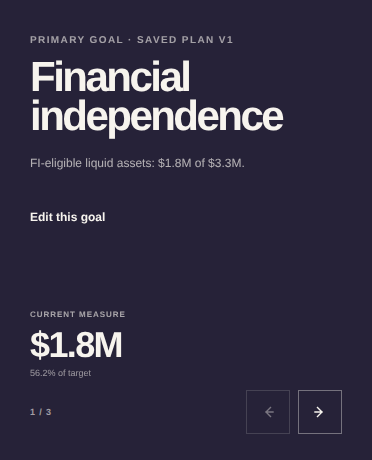 PRIMARY GOAL · SAVED PLAN V1
Financial
independence
FI-eligible liquid assets: $1.8M of $3.3M.
Edit this goal
CURRENT MEASURE
$1.8M
56.2% of target
1 / 3